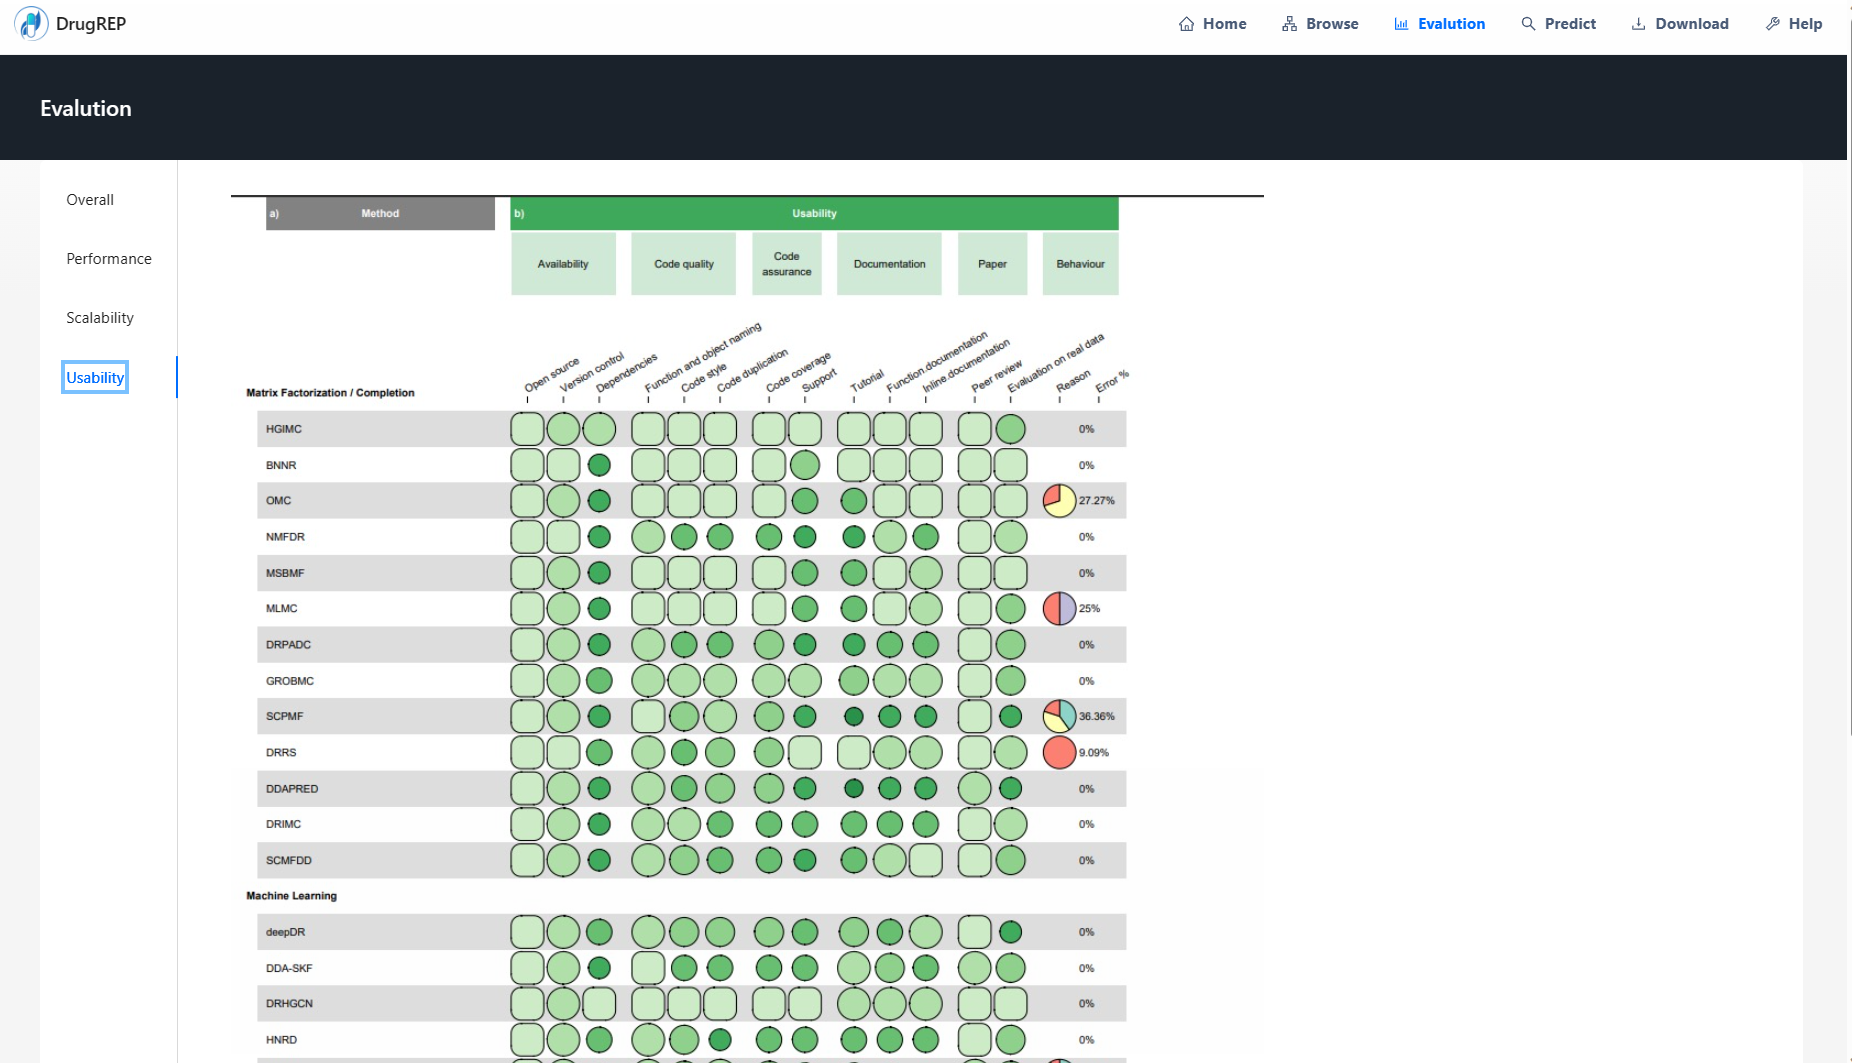 DrugREP
Home Browse Evalution Predict Download Help
Evalution
Overall
Performance
Scalability
Usability
a) Method
b) Usability
Availability
Code quality
Code
assurance
Documentation
Paper
Behaviour
Open source
Version control
Dependencies
Function and object naming
Code style
Code duplication
Code coverage
Support
Tutorial
Function.documentation
Inline.documentation
Peer review
Evaluation on real data
Reason
Error %
Matrix Factorization / Completion
HGIMC 0%
BNNR 0%
OMC 27.27%
NMFDR 0%
MSBMF 0%
MLMC 25%
DRPADC 0%
GROBMC 0%
SCPMF 36.36%
DRRS 9.09%
DDAPRED 0%
DRIMC 0%
SCMFDD 0%
Machine Learning
deepDR 0%
DDA-SKF 0%
DRHGCN 0%
HNRD 0%